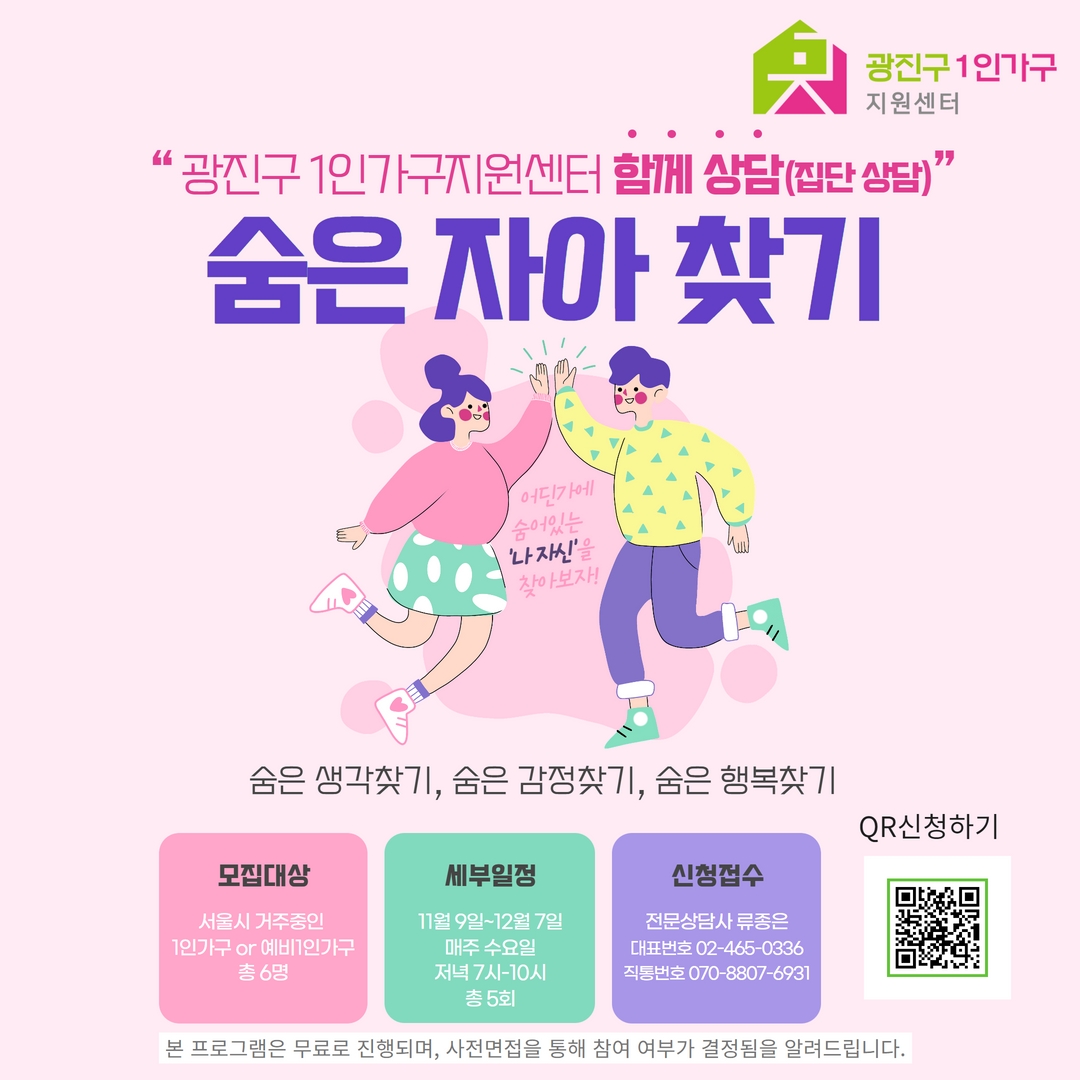 광진구 1인가구
지원센터
“ 광진구 1인가구지원센터 함께 상담(집단 상담) ”
숨은 자아 찾기
어딘가에
숨어있는
'나 자신'을
찾아보자!
숨은 생각찾기, 숨은 감정찾기, 숨은 행복찾기
QR신청하기
모집대상
서울시 거주중인
1인가구 or 예비1인가구
총 6명
세부일정
11월 9일~12월 7일
매주 수요일
저녁 7시-10시
총 5회
신청접수
전문상담사 류종은
대표번호 02-465-0336
직통번호 070-8807-6931
본 프로그램은 무료로 진행되며, 사전면접을 통해 참여 여부가 결정됨을 알려드립니다.